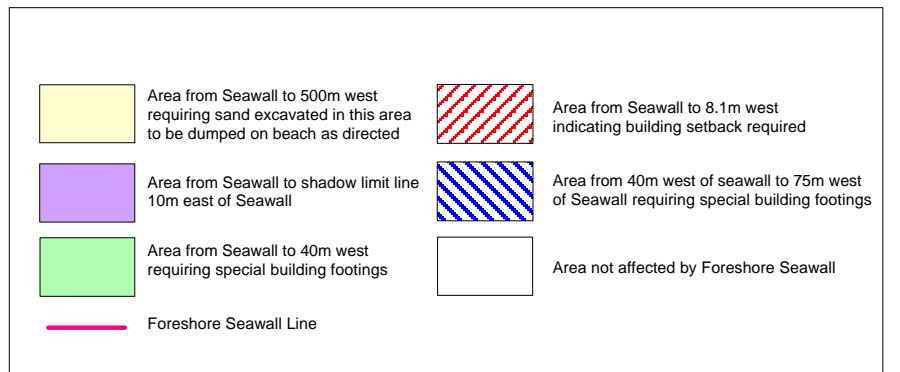 Area from Seawall to 500m west
requiring sand excavated in this area
to be dumped on beach as directed
Area from Seawall to shadow limit line
10m east of Seawall
Area from Seawall to 40m west
requiring special building footings
Foreshore Seawall Line
Area from Seawall to 8.1m west
indicating building setback required
Area from 40m west of seawall to 75m west
of Seawall requiring special building footings
Area not affected by Foreshore Seawall